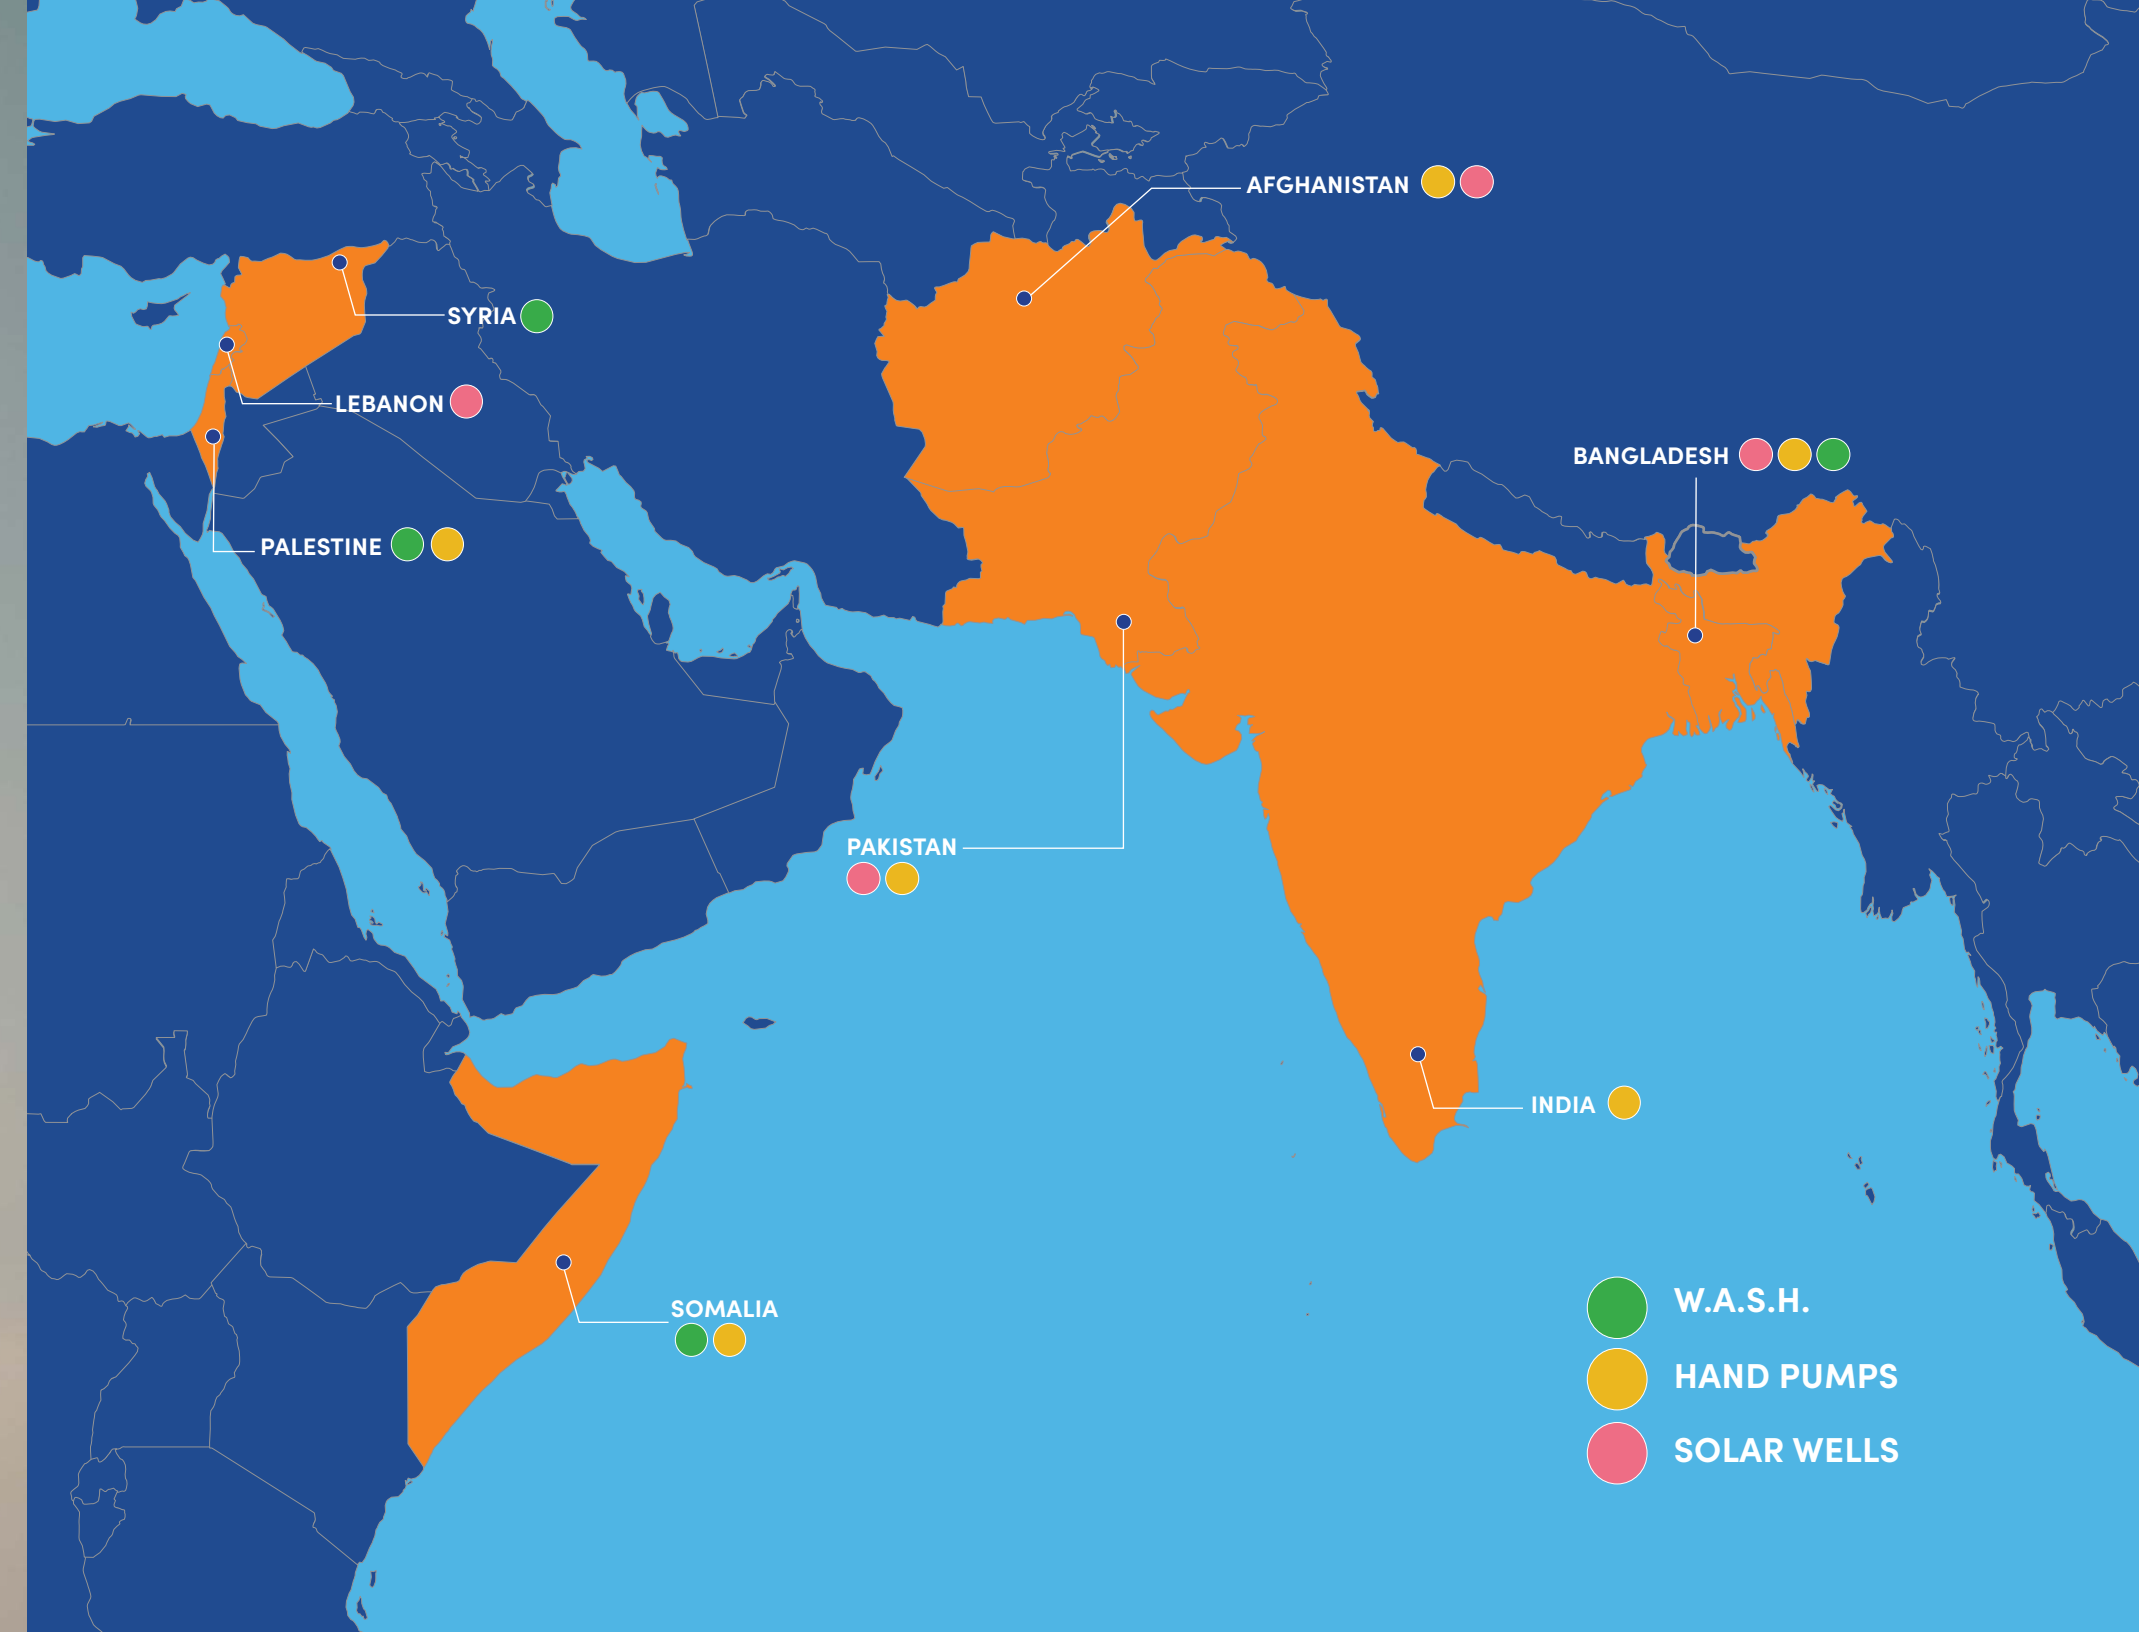 AFGHANISTAN
SYRIA
LEBANON
BANGLADESH
PALESTINE
PAKISTAN
INDIA
SOMALIA
W.A.S.H.
HAND PUMPS
SOLAR WELLS